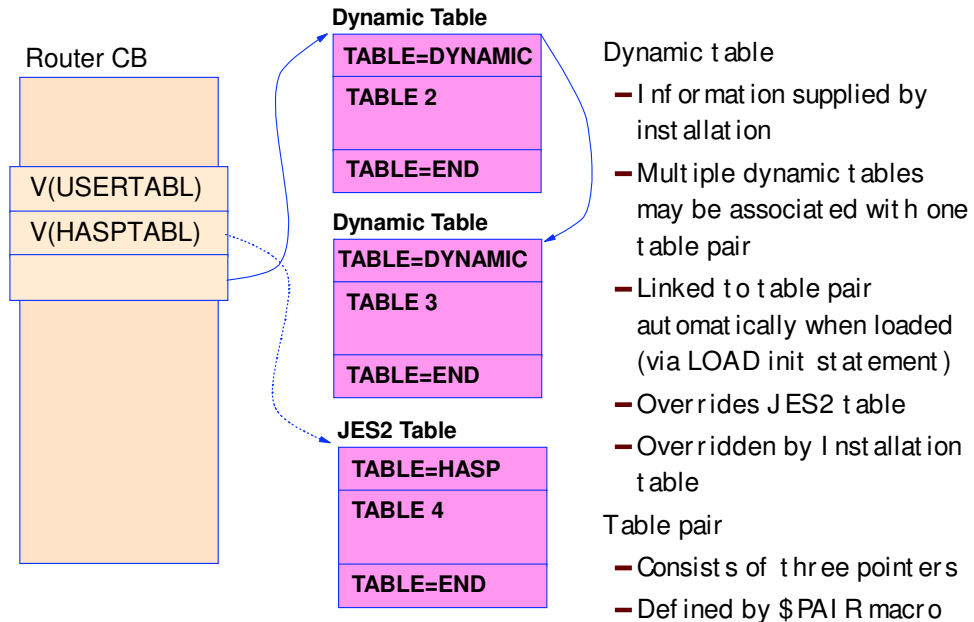 Dynamic Table
Router CB
TABLE=DYNAMIC
TABLE 2
TABLE=END
V(USERTABL)
V(HASPTABL)
Dynamic Table
TABLE=DYNAMIC
TABLE 3
TABLE=END
JES2 Table
TABLE=HASP
TABLE 4
TABLE=END
Dynamic table
– Information supplied by
installation
– Multiple dynamic tables
may be associated with one
table pair
– Linked to table pair
automatically when loaded
(via LOAD init statement)
– Overrides JES2 table
– Overridden by Installation
table
Table pair
– Consists of three pointers
– Defined by $PAIR macro